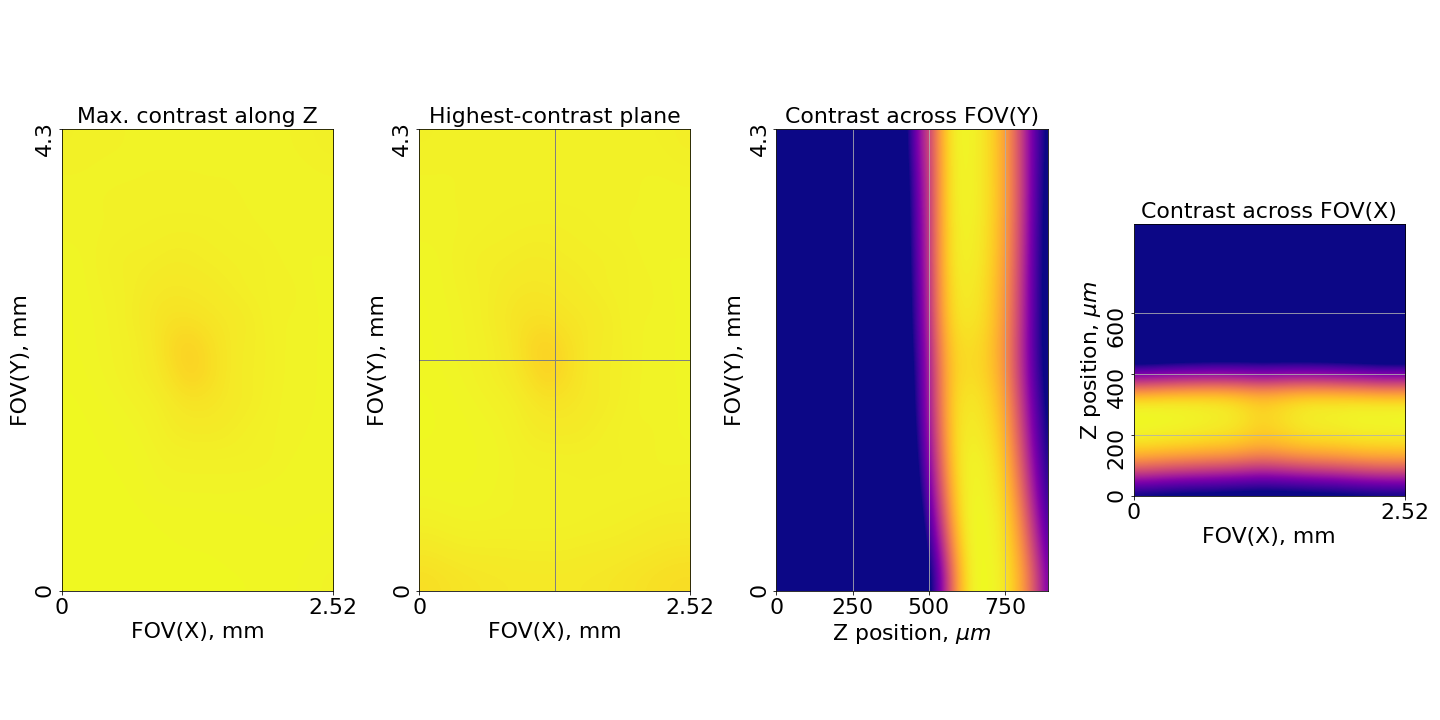 Max. contrast along Z
4.3
FOV(Y), mm
0
0
2.52
FOV(X), mm
Highest-contrast plane
4.3
FOV(Y), mm
0
0
2.52
FOV(X), mm
Contrast across FOV(Y)
4.3
FOV(Y), mm
0
0
250
500
750
Z position, μm
Contrast across FOV(X)
Z position, μm
600
400
200
0
0
2.52
FOV(X), mm